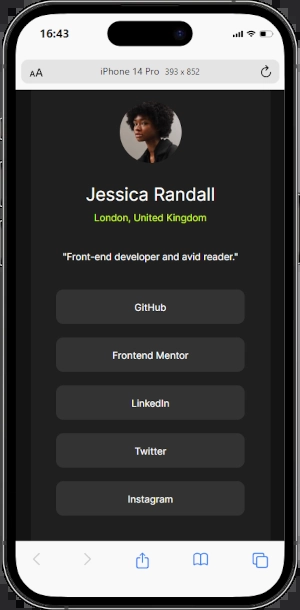 16:43
AA
iPhone 14 Pro 393 x 852
Jessica Randall
London, United Kingdom
"Front-end developer and avid reader."
GitHub
Frontend Mentor
LinkedIn
Twitter
Instagram